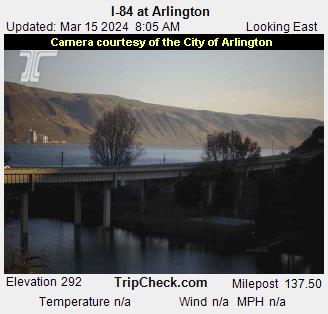 I-84 at Arlington
Updated: Mar 15 2024 8:05 AM Looking East
Camera courtesy of the City of Arlington
Elevation 292 TripCheck.com Milepost 137.50
Temperature n/a Wind n/a MPH n/a